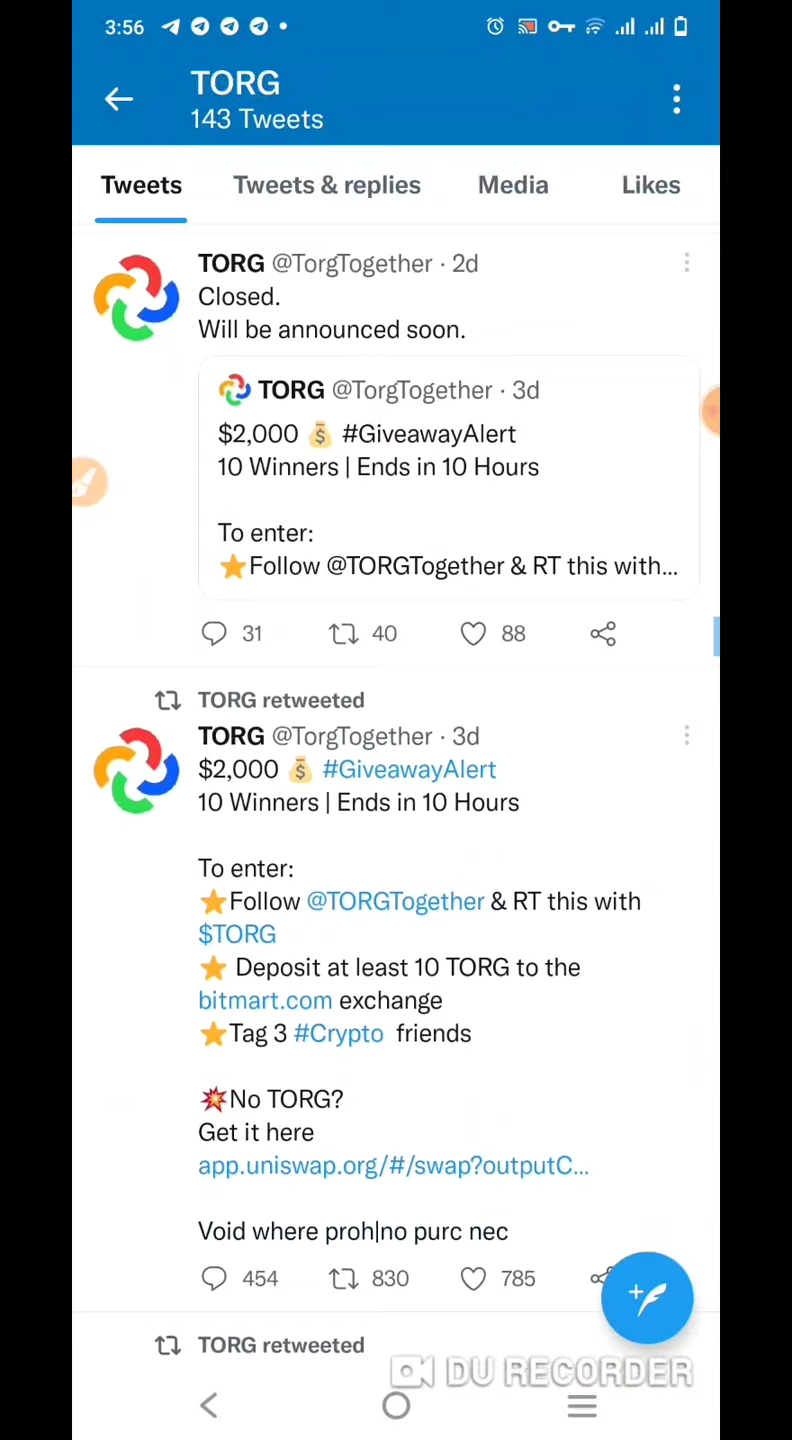 3:56
TORG
143 Tweets
Tweets
Tweets & replies
Media
Likes
TORG @TorgTogether · 2d
Closed.
Will be announced soon.
TORG @TorgTogether · 3d
$2,000 💰 #GiveawayAlert
10 Winners | Ends in 10 Hours
To enter:
⭐Follow @TORGTogether & RT this with...
31
40
88
TORG retweeted
TORG @TorgTogether · 3d
$2,000 💰 #GiveawayAlert
10 Winners | Ends in 10 Hours
To enter:
⭐Follow @TORGTogether & RT this with
$TORG
⭐ Deposit at least 10 TORG to the
bitmart.com exchange
⭐Tag 3 #Crypto friends
💥No TORG?
Get it here
app.uniswap.org/#/swap?outputC...
Void where proh|no purc nec
454
830
785
TORG retweeted
DU RECORDER